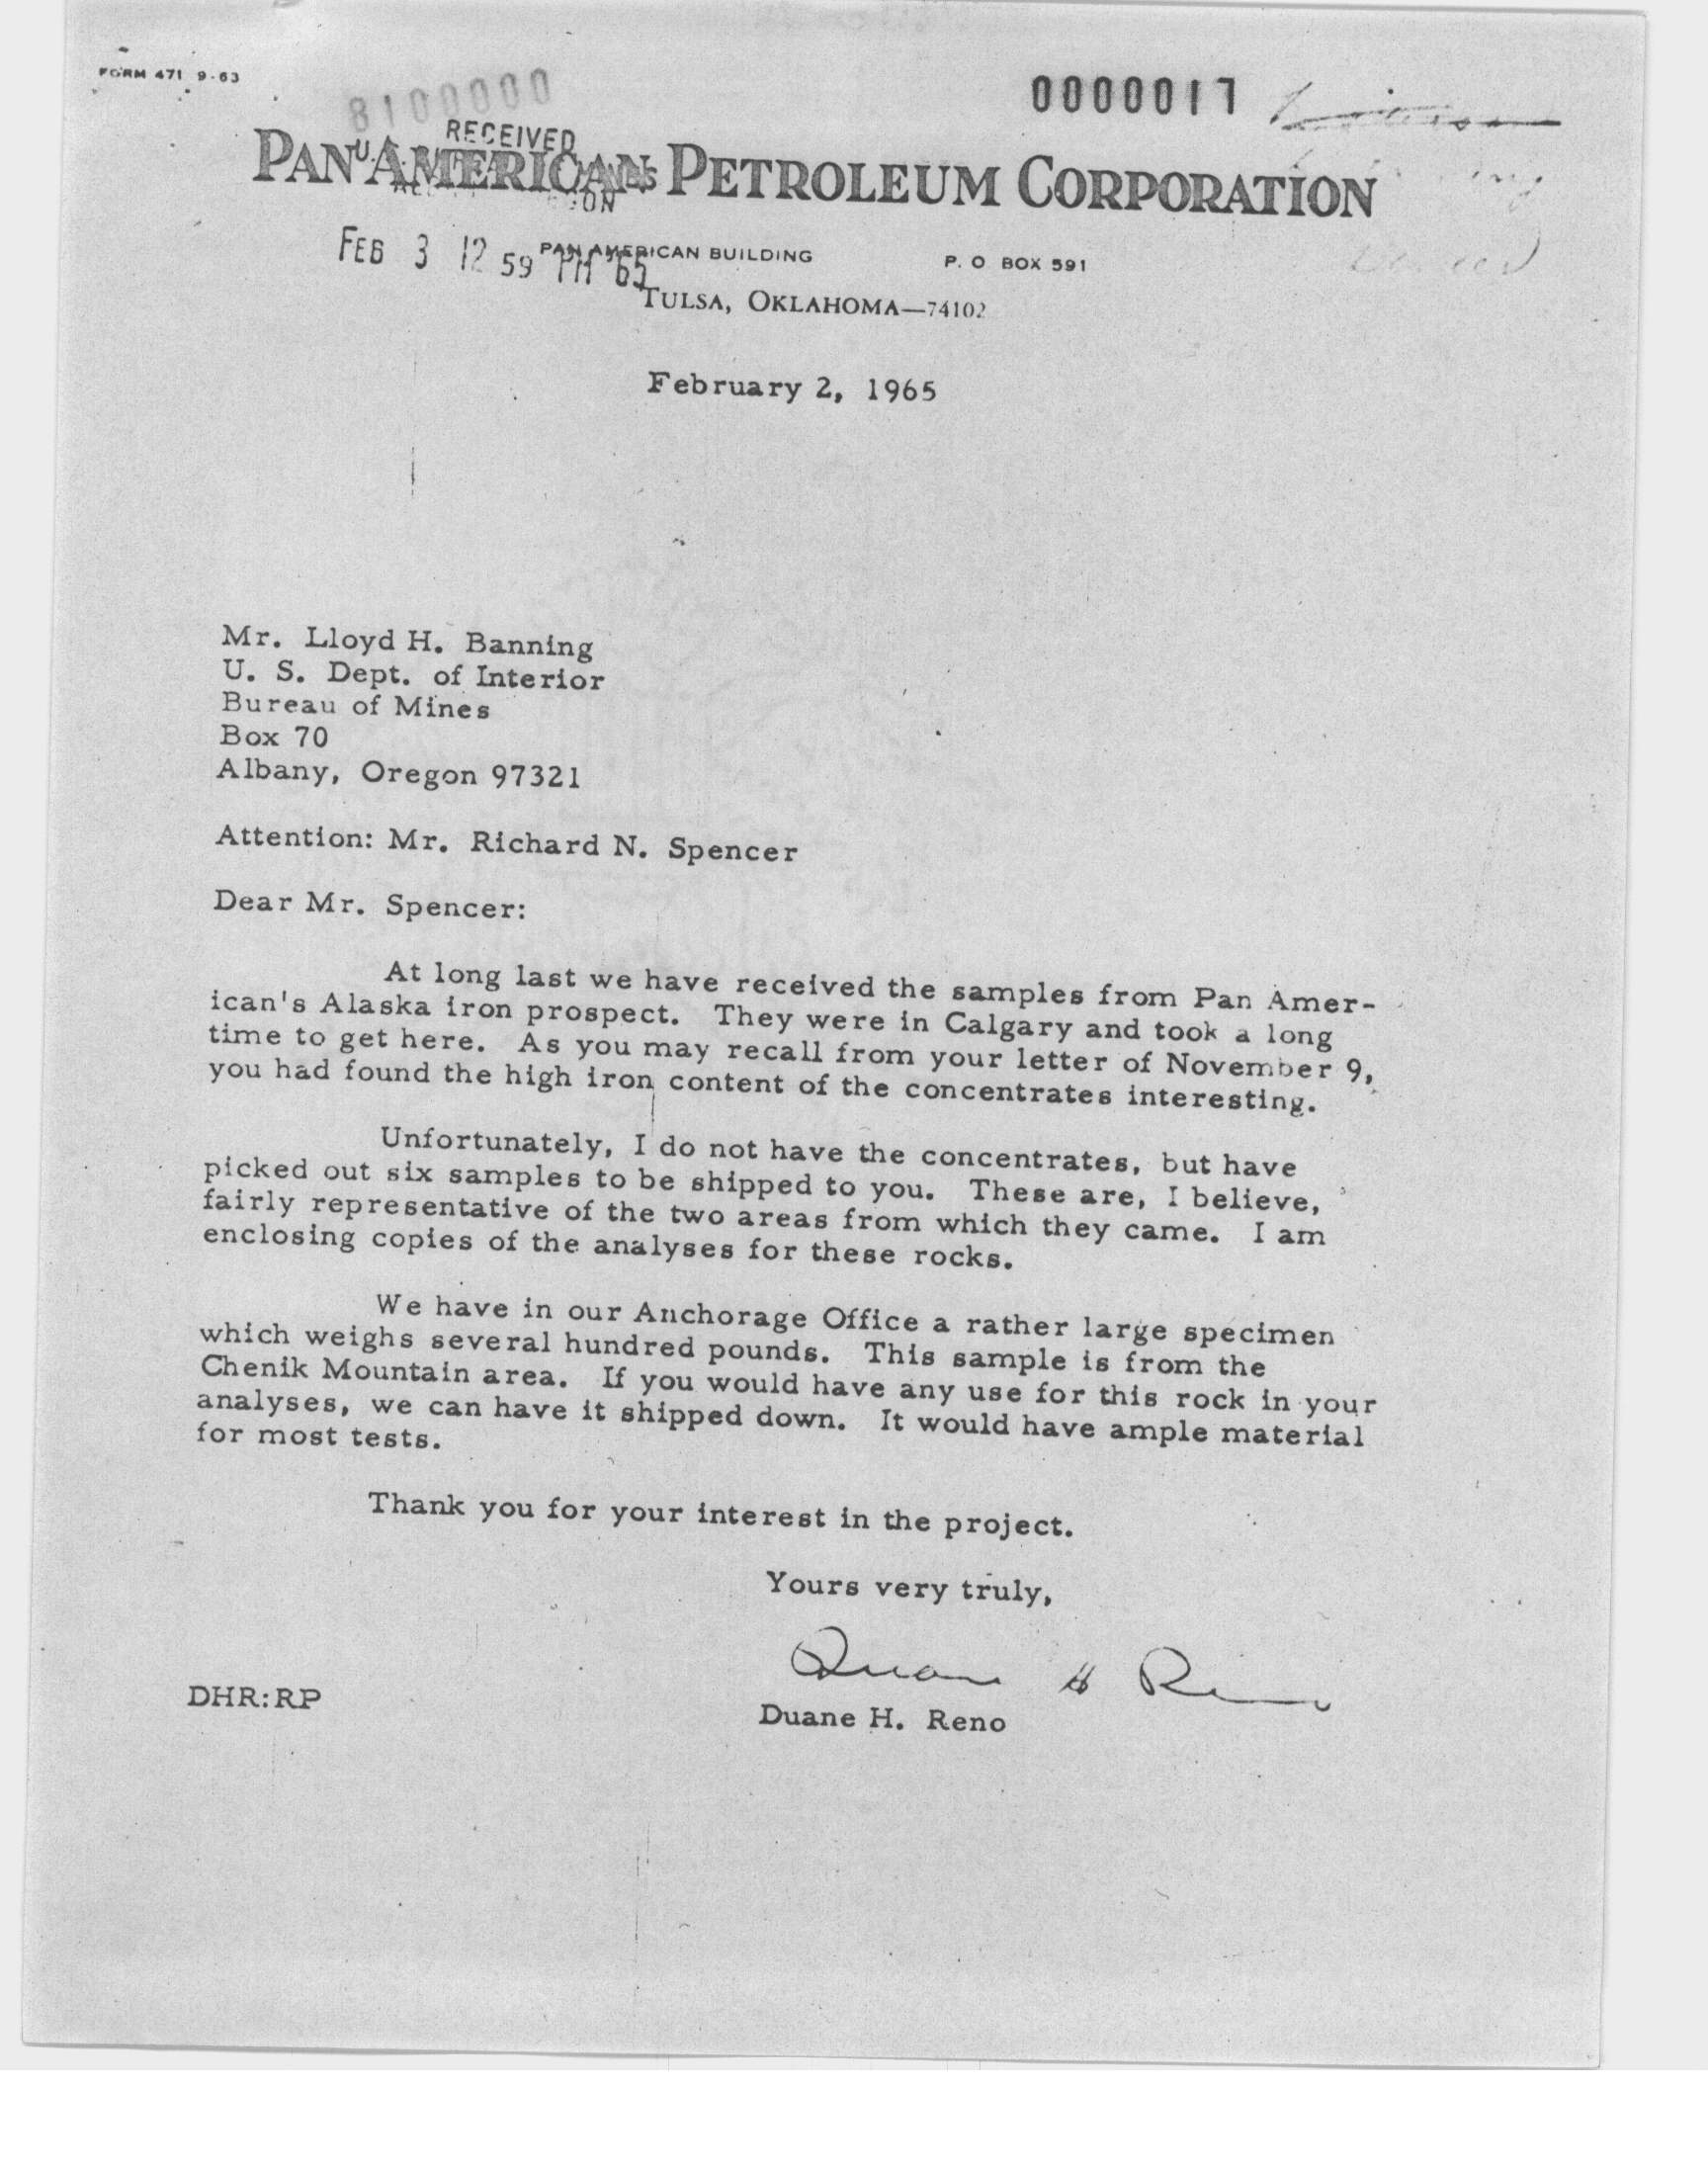 FORM 471 9-63
8100000
0000017
RECEIVED
PAN AMERICAN PETROLEUM CORPORATION
FEB 3 12 59 PM '65
PAN AMERICAN BUILDING P. O BOX 591
TULSA, OKLAHOMA—74102
February 2, 1965
Mr. Lloyd H. Banning
U. S. Dept. of Interior
Bureau of Mines
Box 70
Albany, Oregon 97321
Attention: Mr. Richard N. Spencer
Dear Mr. Spencer:
At long last we have received the samples from Pan Amer-
ican's Alaska iron prospect. They were in Calgary and took a long
time to get here. As you may recall from your letter of November 9,
you had found the high iron content of the concentrates interesting.
Unfortunately, I do not have the concentrates, but have
picked out six samples to be shipped to you. These are, I believe,
fairly representative of the two areas from which they came. I am
enclosing copies of the analyses for these rocks.
We have in our Anchorage Office a rather large specimen
which weighs several hundred pounds. This sample is from the
Chenik Mountain area. If you would have any use for this rock in your
analyses, we can have it shipped down. It would have ample material
for most tests.
Thank you for your interest in the project.
Yours very truly,
Duane H Reno
DHR:RP
Duane H. Reno